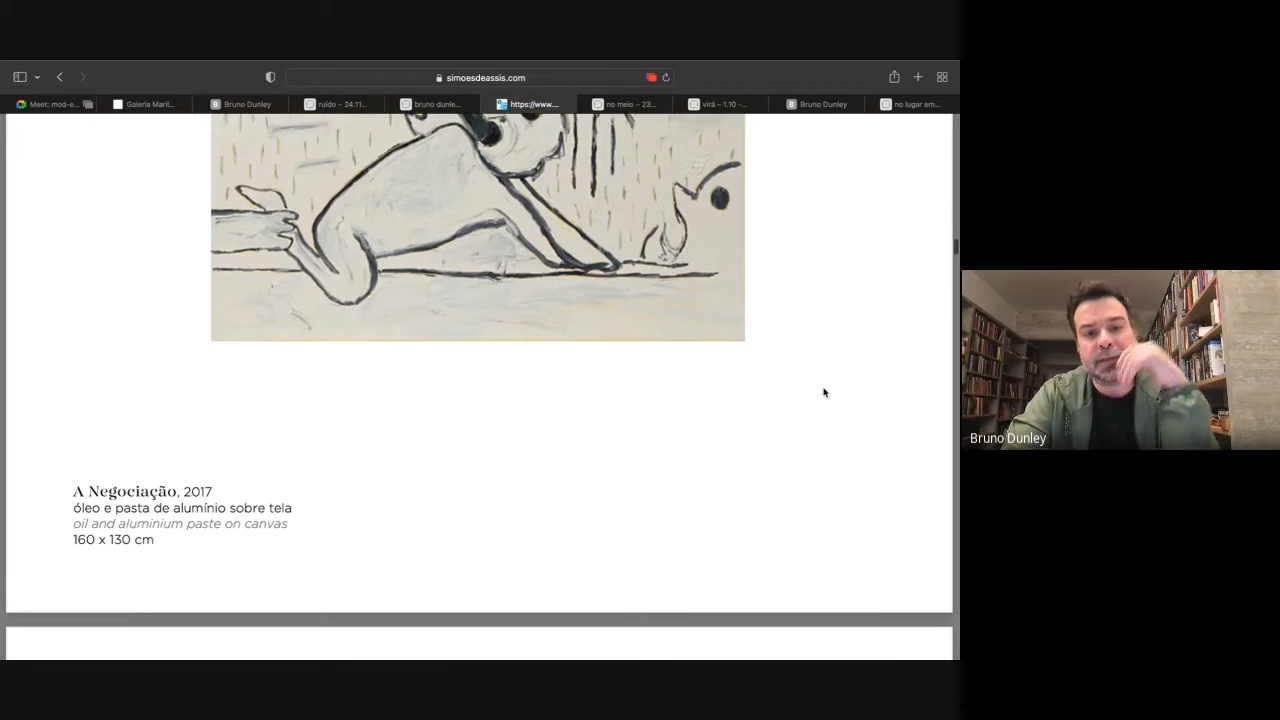 simoesdeassis.com
Meet: mod-e...
Galeria Maril...
Bruno Dunley
ruído – 24.11...
bruno dunle...
https://www....
no meio – 23...
virá – 1.10 -...
Bruno Dunley
no lugar em...
A Negociação, 2017
óleo e pasta de alumínio sobre tela
oil and aluminium paste on canvas
160 x 130 cm
Bruno Dunley